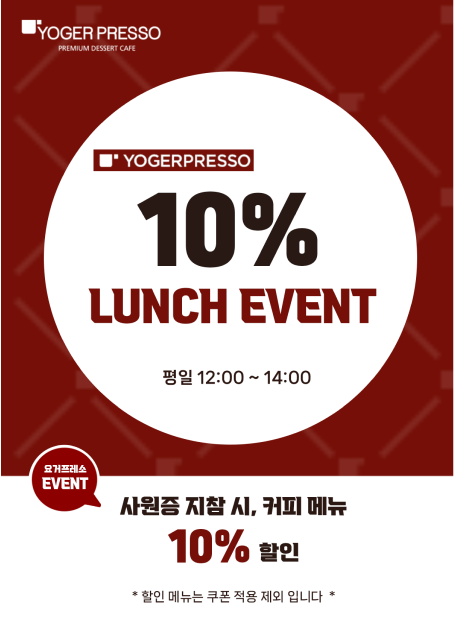 YOGER PRESSO
PREMIUM DESSERT CAFE
YOGERPRESSO
10%
LUNCH EVENT
평일 12:00 ~ 14:00
요거프레소
EVENT
사원증 지참 시, 커피 메뉴
10% 할인
* 할인 메뉴는 쿠폰 적용 제외 입니다 *